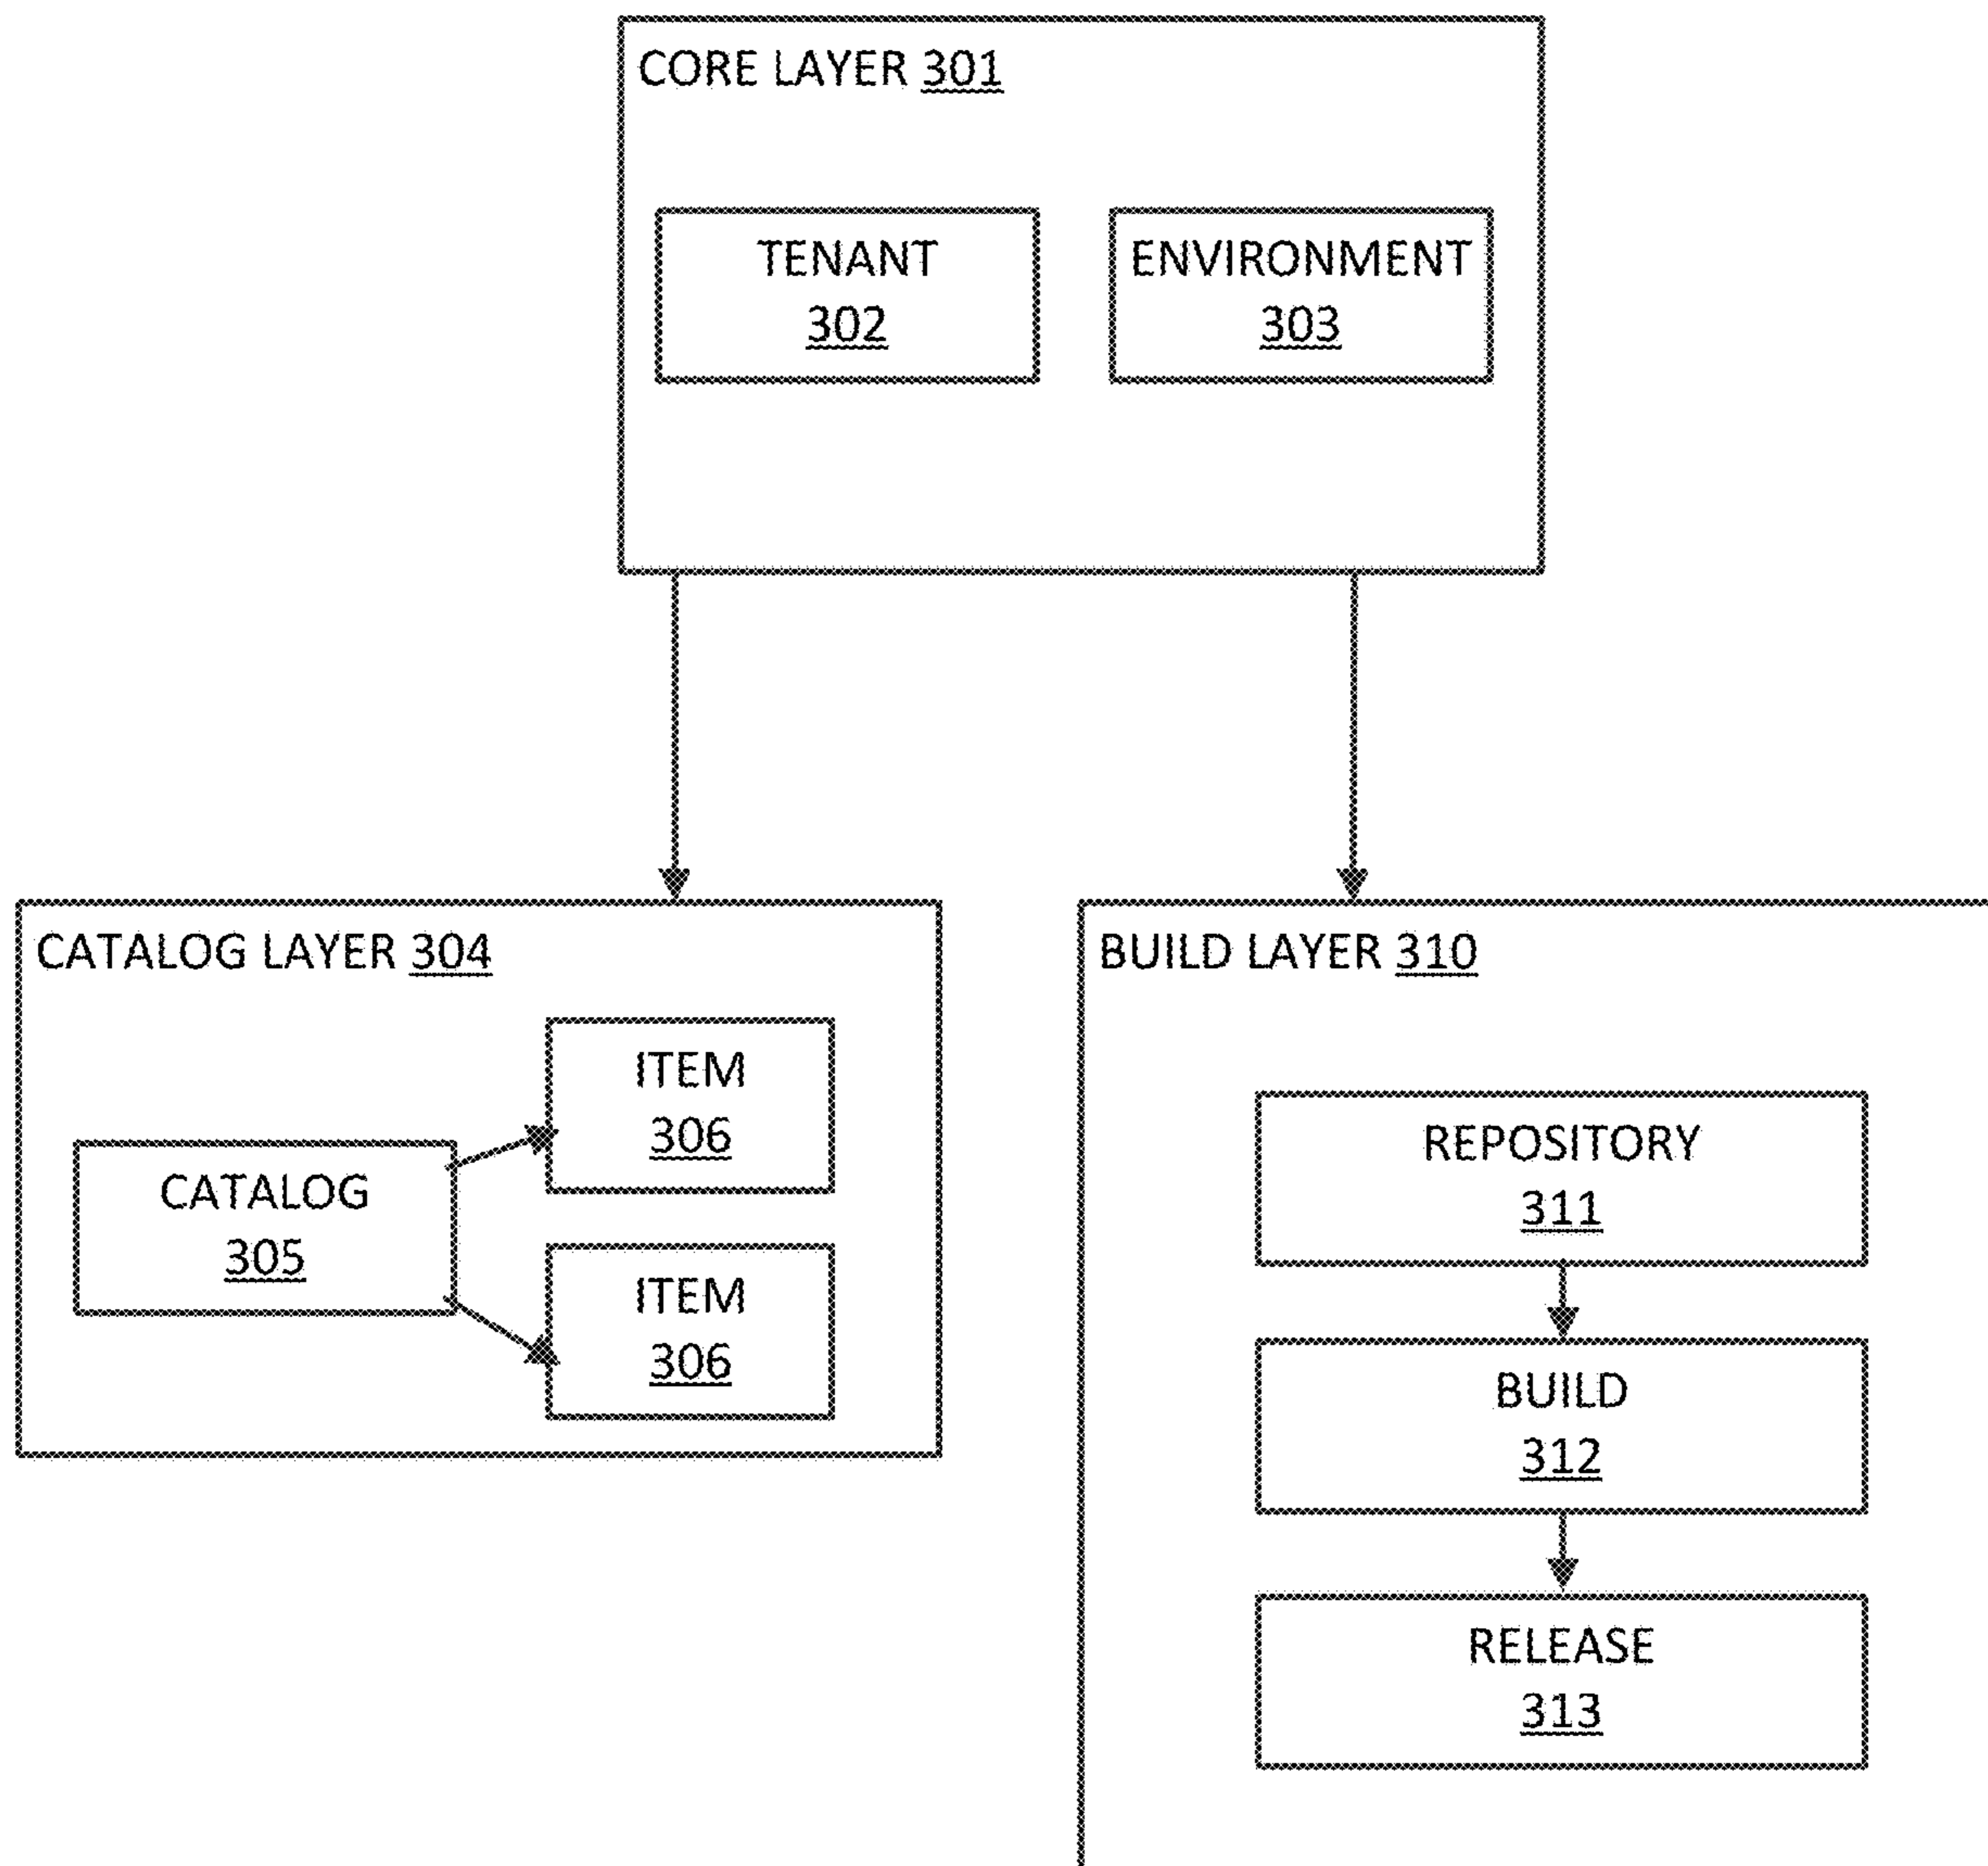 CORE LAYER 301
TENANT
302
ENVIRONMENT
303
CATALOG LAYER 304
CATALOG
305
ITEM
306
ITEM
306
BUILD LAYER 310
REPOSITORY
311
BUILD
312
RELEASE
313